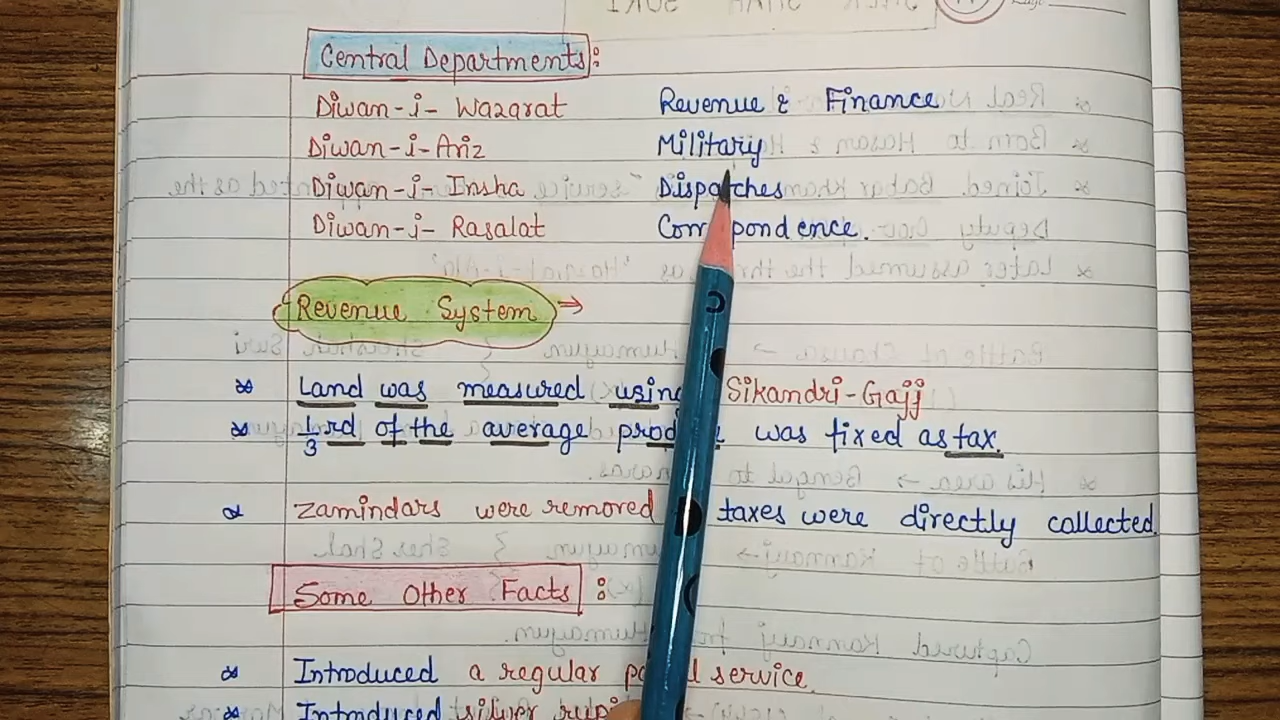 Central Departments:
Diwan-i-Wazarat Revenue & Finance
Diwan-i-Ariz Military
Diwan-i-Insha Dispatches
Diwan-i-Rasalat Correspondence.
Revenue System →
Land was measured using Sikandri-Gajj
1/3rd of the average produce was fixed as tax.
Zamindars were removed taxes were directly collected.
Some Other Facts:
Introduced a regular postal service.
Introduced silver